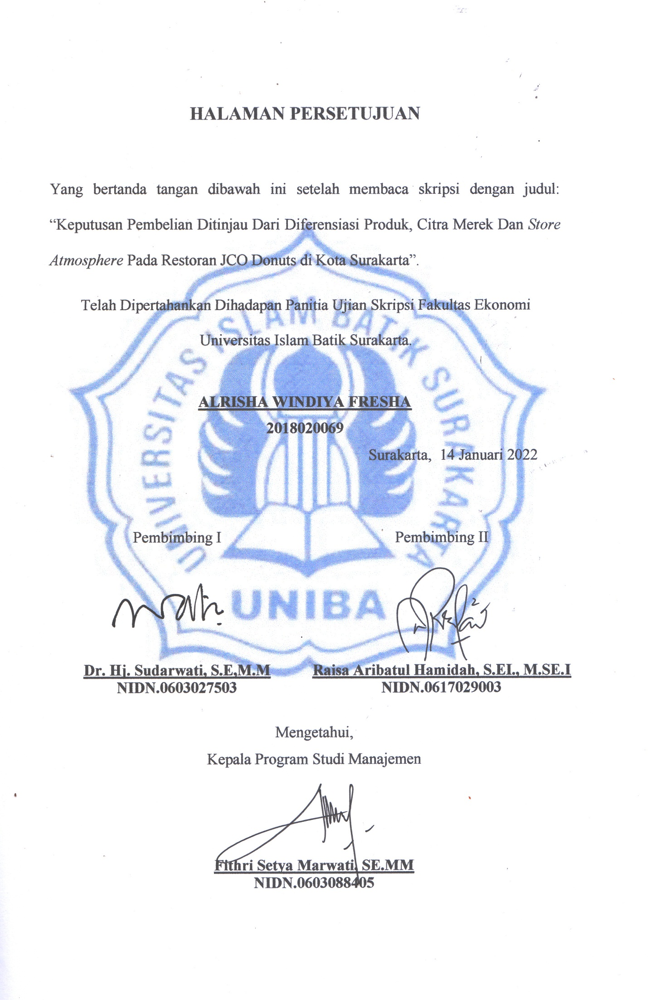 HALAMAN PERSETUJUAN
Yang bertanda tangan dibawah ini setelah membaca skripsi dengan judul:
“Keputusan Pembelian Ditinjau Dari Diferensiasi Produk, Citra Merek Dan Store
Atmosphere Pada Restoran JCO Donuts di Kota Surakarta”.
Telah Dipertahankan Dihadapan Panitia Ujian Skripsi Fakultas Ekonomi
Universitas Islam Batik Surakarta.
UNIVERSITAS ISLAM BATIK SURAKARTA
ALRISHA WINDIYA FRESHA
2018020069
Surakarta, 14 Januari 2022
Pembimbing I
Pembimbing II
UNIBA
Dr. Hj. Sudarwati, S.E,M.M
NIDN.0603027503
Raisa Aribatul Hamidah, S.EI., M.SE.I
NIDN.0617029003
Mengetahui,
Kepala Program Studi Manajemen
Fithri Setya Marwati, SE.MM
NIDN.0603088405